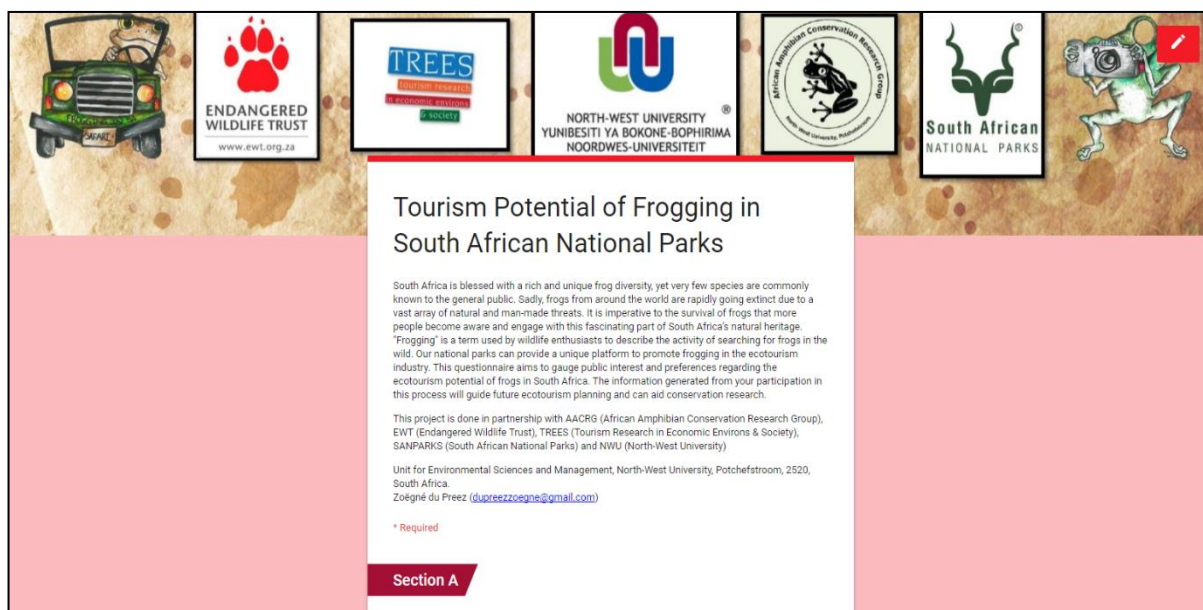 FROGGING
SAFARI
ENDANGERED
WILDLIFE TRUST
www.ewt.org.za
TREES
tourism research
in economic environs
& society
®
NORTH-WEST UNIVERSITY
YUNIBESITI YA BOKONE-BOPHIRIMA
NOORDWES-UNIVERSITEIT
African Amphibian Conservation Research Group
North-West University, Potchefstroom
®
South African
NATIONAL PARKS
Tourism Potential of Frogging in
South African National Parks
South Africa is blessed with a rich and unique frog diversity, yet very few species are commonly
known to the general public. Sadly, frogs from around the world are rapidly going extinct due to a
vast array of natural and man-made threats. It is imperative to the survival of frogs that more
people become aware and engage with this fascinating part of South Africa's natural heritage.
"Frogging" is a term used by wildlife enthusiasts to describe the activity of searching for frogs in the
wild. Our national parks can provide a unique platform to promote frogging in the ecotourism
industry. This questionnaire aims to gauge public interest and preferences regarding the
ecotourism potential of frogs in South Africa. The information generated from your participation in
this process will guide future ecotourism planning and can aid conservation research.
This project is done in partnership with AACRG (African Amphibian Conservation Research Group),
EWT (Endangered Wildlife Trust), TREES (Tourism Research in Economic Environs & Society),
SANPARKS (South African National Parks) and NWU (North-West University)
Unit for Environmental Sciences and Management, North-West University, Potchefstroom, 2520,
South Africa.
Zoëgné du Preez (dupreezzoegne@gmail.com)
* Required
Section A